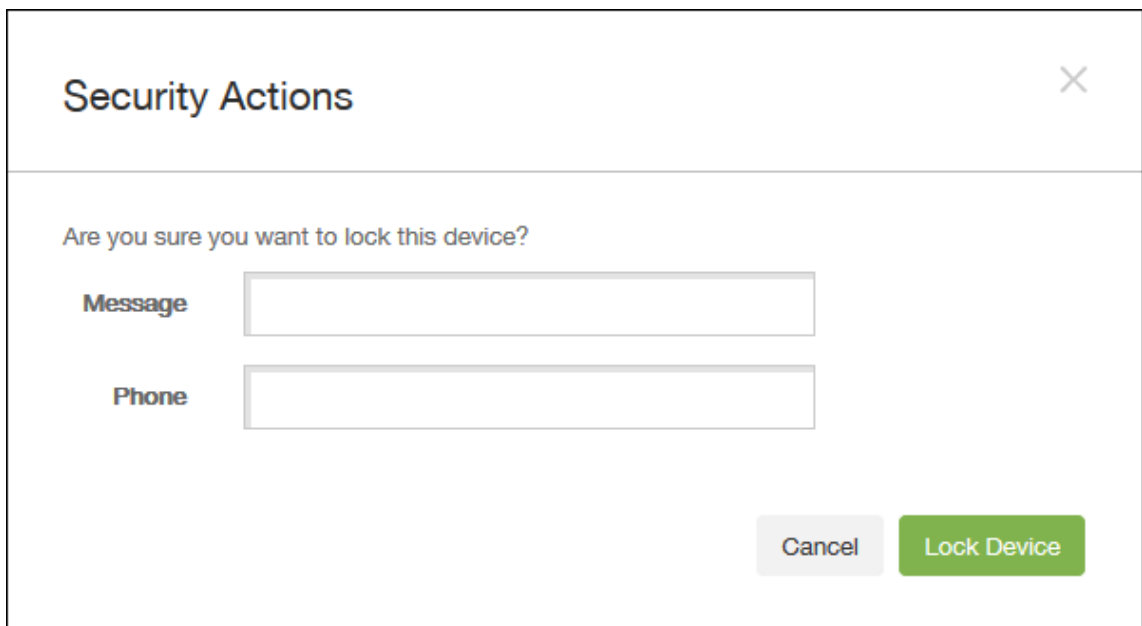 Security Actions
Are you sure you want to lock this device?
Message
Phone
Cancel
Lock Device